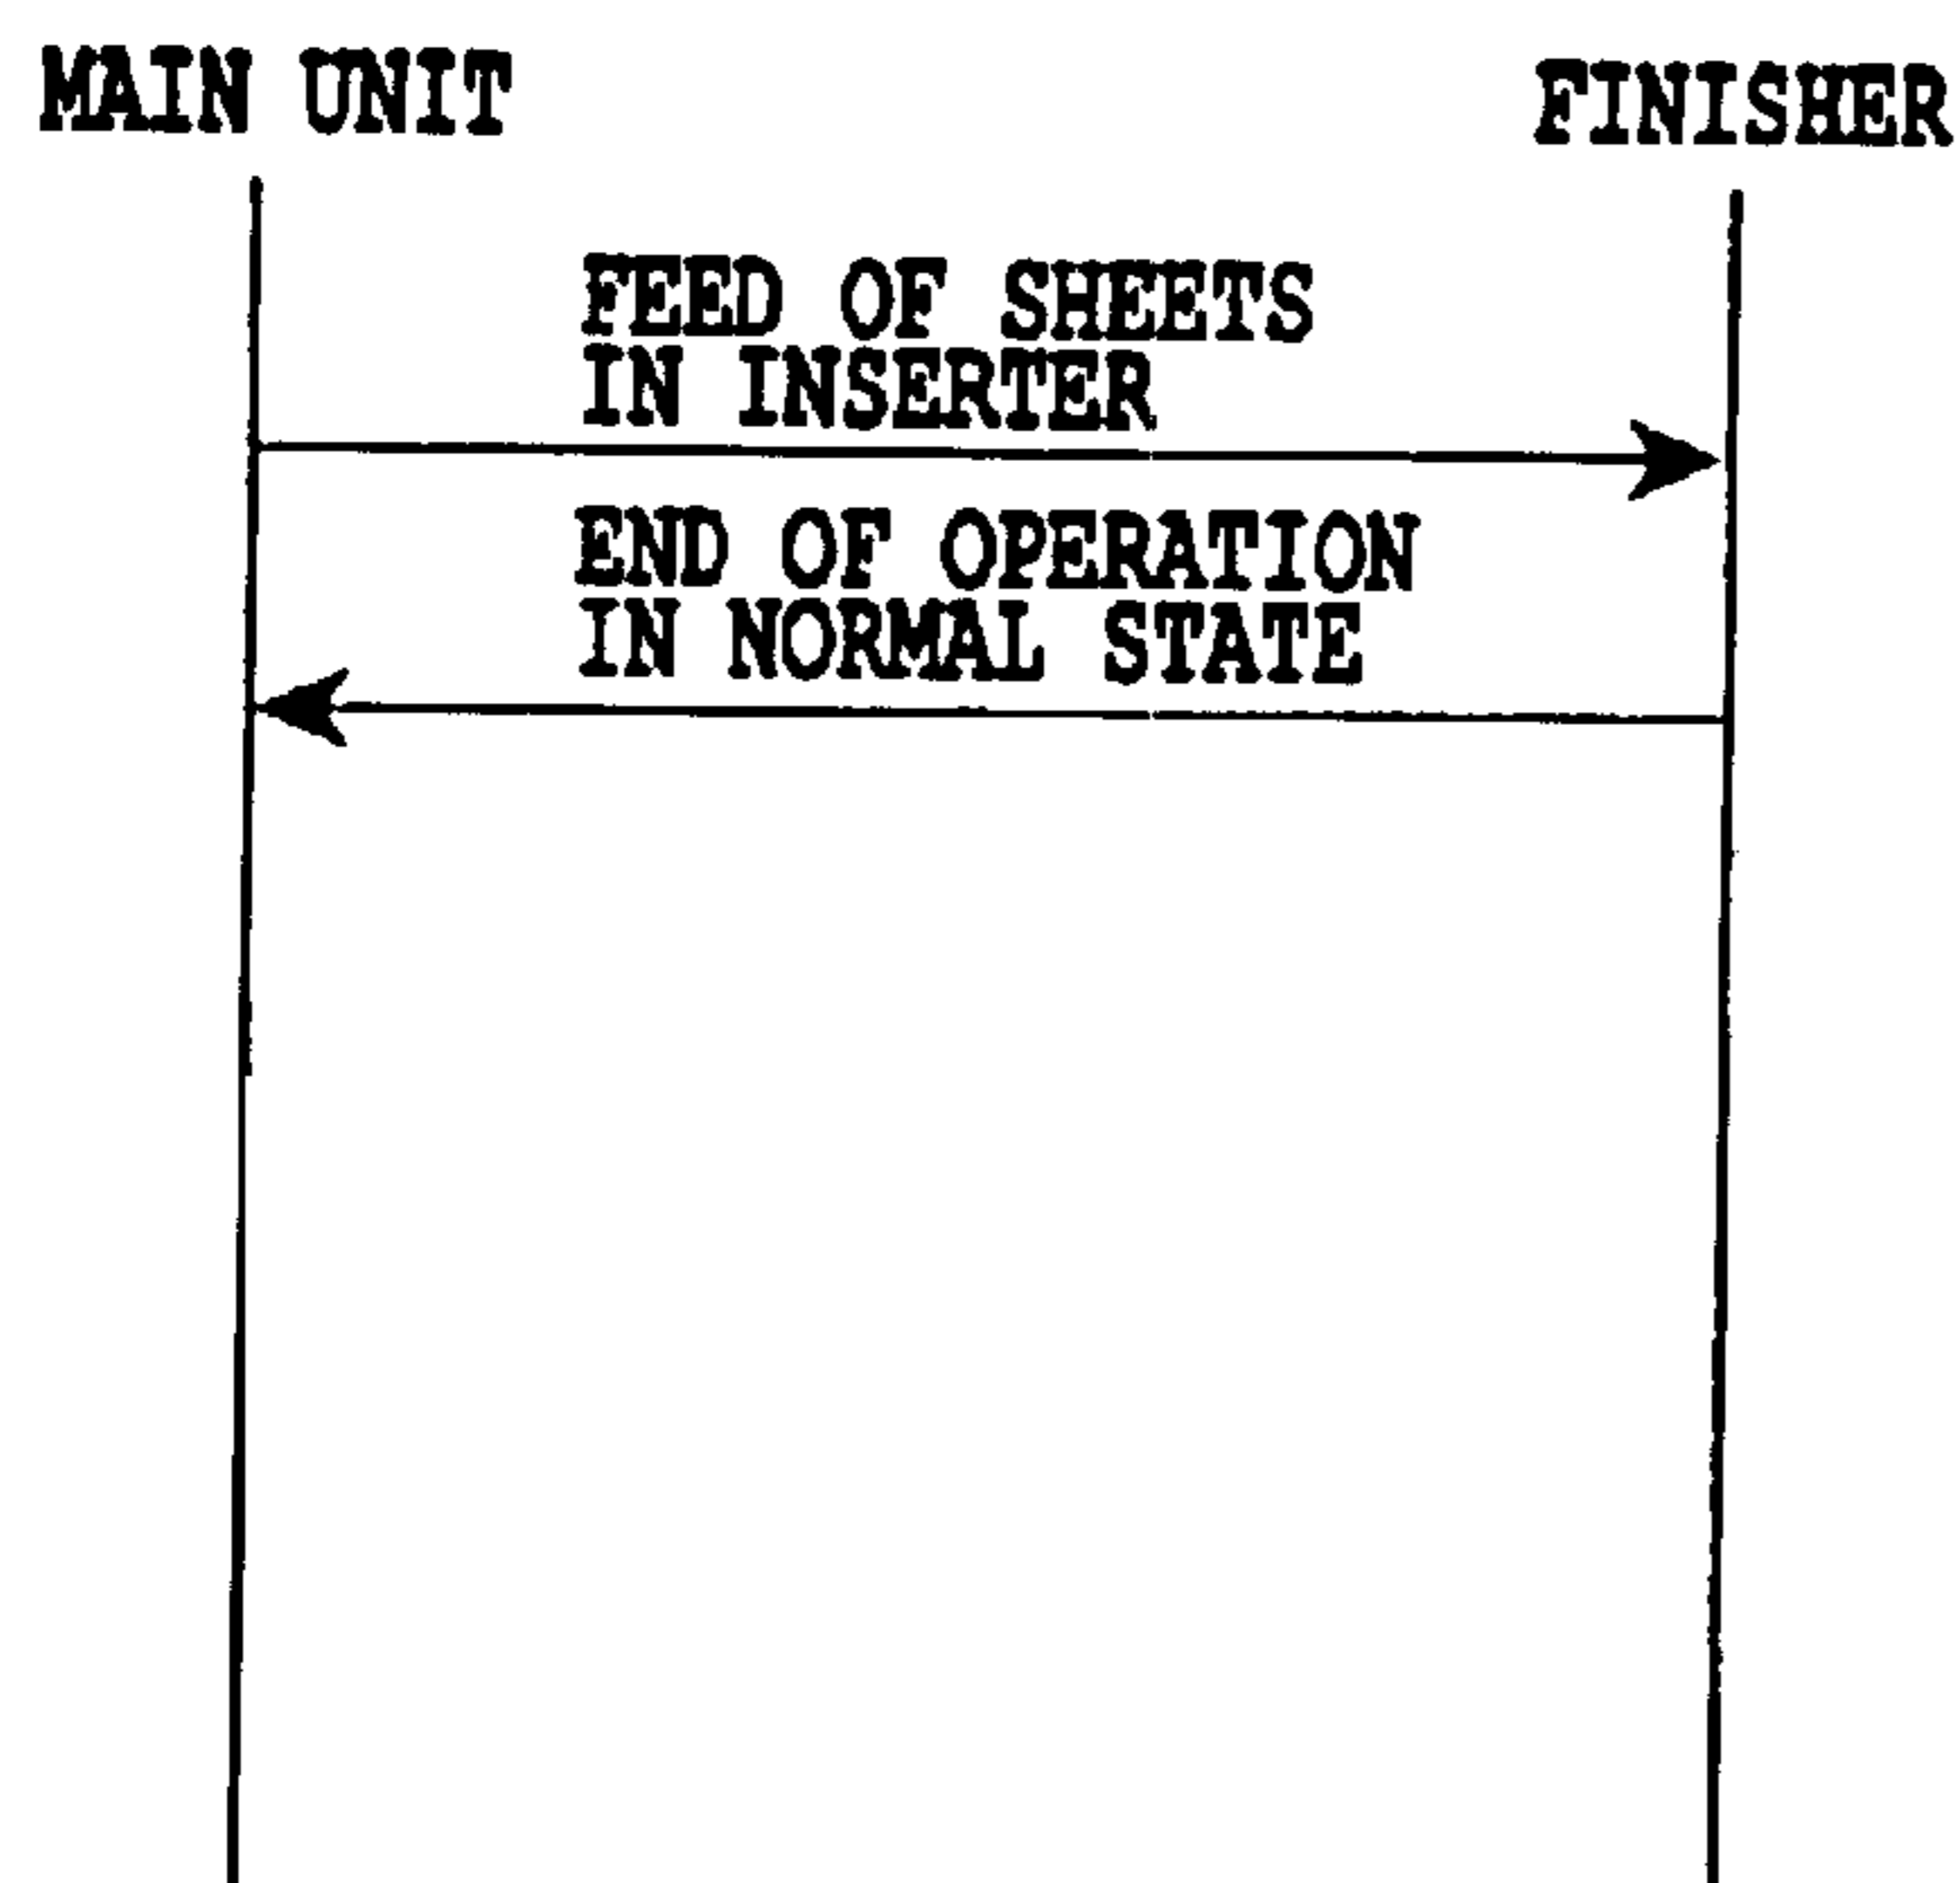 MAIN UNIT FINISHER
FEED OF SHEETS
IN INSERTER
END OF OPERATION
IN NORMAL STATE